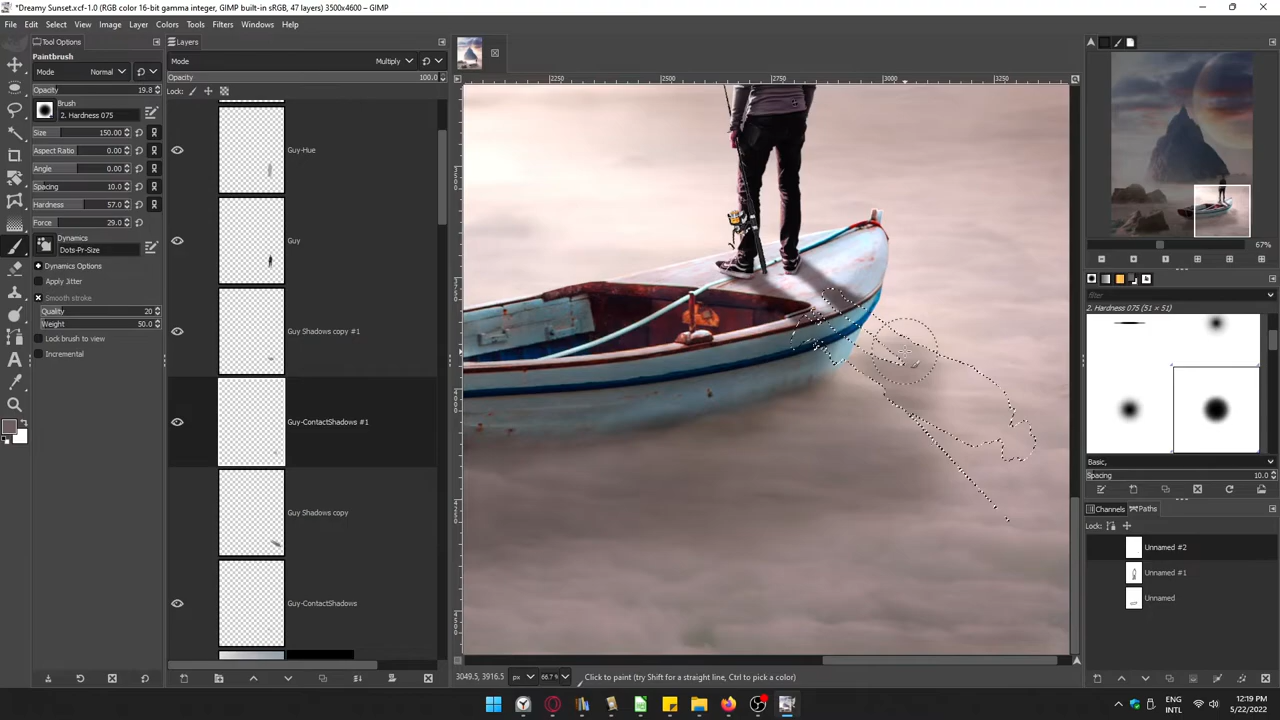 *Dreamy Sunset.xcf-1.0 (RGB color 16-bit gamma integer, GIMP built-in sRGB, 47 layers) 3500x4600 – GIMP
File Edit Select View Image Layer Colors Tools Filters Windows Help
Tool Options
Paintbrush
Mode Normal
Opacity 19.8
Brush
2. Hardness 075
Size 150.00
Aspect Ratio 0.00
Angle 0.00
Spacing 10.0
Hardness 57.0
Force 29.0
Dynamics
Dots-Pr-Size
Dynamics Options
Apply Jitter
Smooth stroke
Quality 20
Weight 50.0
Lock brush to view
Incremental
Layers
Mode Multiply
Opacity 100.0
Lock:
Guy-Hue
Guy
Guy Shadows copy #1
Guy-ContactShadows #1
Guy Shadows copy
Guy-ContactShadows
2250 2500 2750 3000 3250
3049.5, 3916.5 px 66.7 % Click to paint (try Shift for a straight line, Ctrl to pick a color)
67%
filter
2. Hardness 075 (51 × 51)
Basic,
Spacing 10.0
Channels Paths
Lock:
Unnamed #2
Unnamed #1
Unnamed
ENG
INTL
12:19 PM
5/22/2022